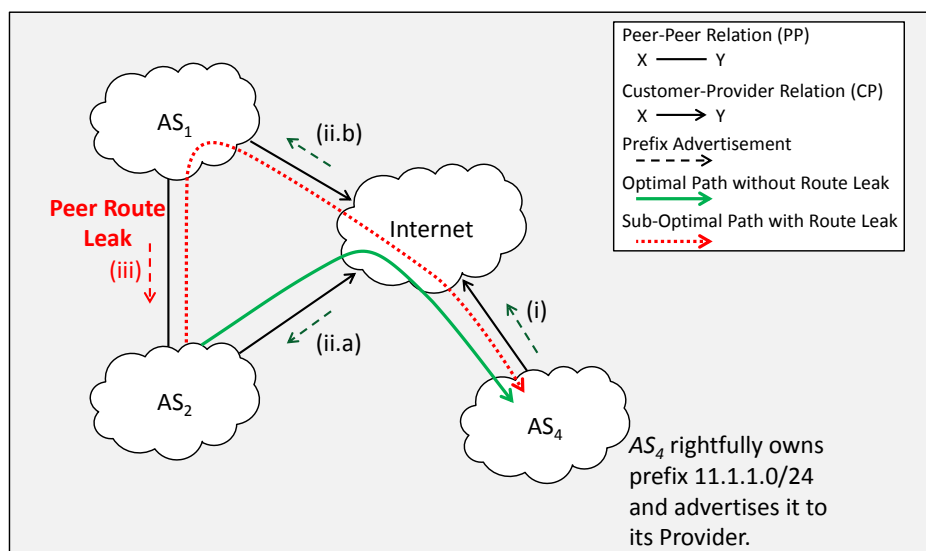 AS1
(ii.b)
Peer Route
Leak
(iii)
Internet
(ii.a)
(i)
AS2
AS4
AS4 rightfully owns
prefix 11.1.1.0/24
and advertises it to
its Provider.
Peer-Peer Relation (PP)
X Y
Customer-Provider Relation (CP)
X Y
Prefix Advertisement
Optimal Path without Route Leak
Sub-Optimal Path with Route Leak